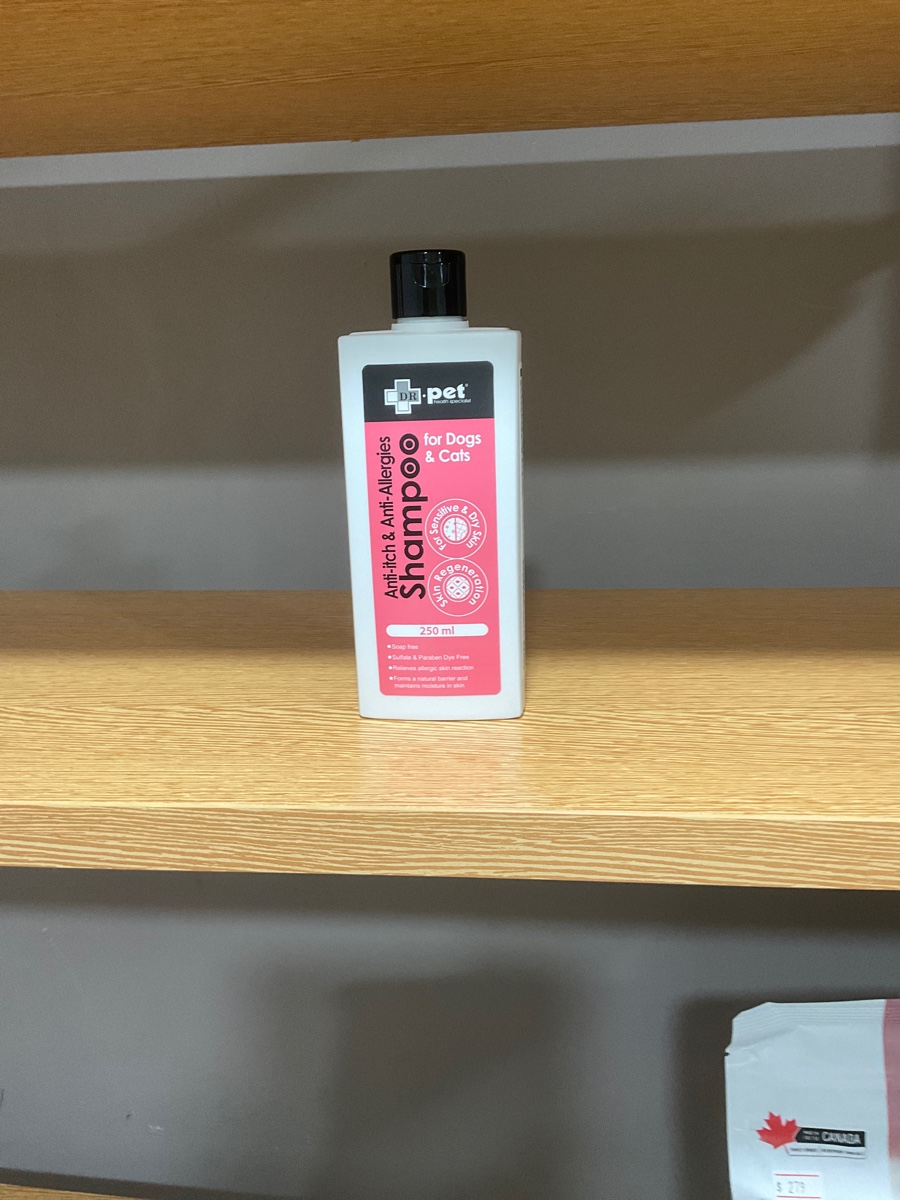 DR·pet®
health specialist
Anti-itch & Anti-Allergies
Shampoo
for Dogs
& Cats
For Sensitive & Dry Skin
Skin Regeneration
250 ml
Soap free
Sulfate & Paraben Dye Free
Relieves allergic skin reaction
Forms a natural barrier and
maintains moisture in skin
CANADA
$ 279